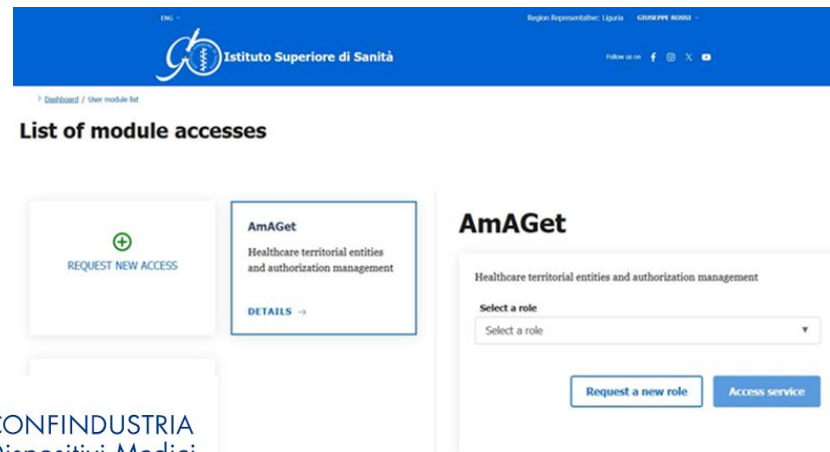 ENG
Region Representative: Liguria GIUSEPPE ROSSI
Istituto Superiore di Sanità
Follow us on
> Dashboard / User module list
List of module accesses
REQUEST NEW ACCESS
AmAGet
Healthcare territorial entities
and authorization management
DETAILS →
AmAGet
Healthcare territorial entities and authorization management
Select a role
Select a role
Request a new role
Access service
CONFINDUSTRIA
Dispositivi Medici